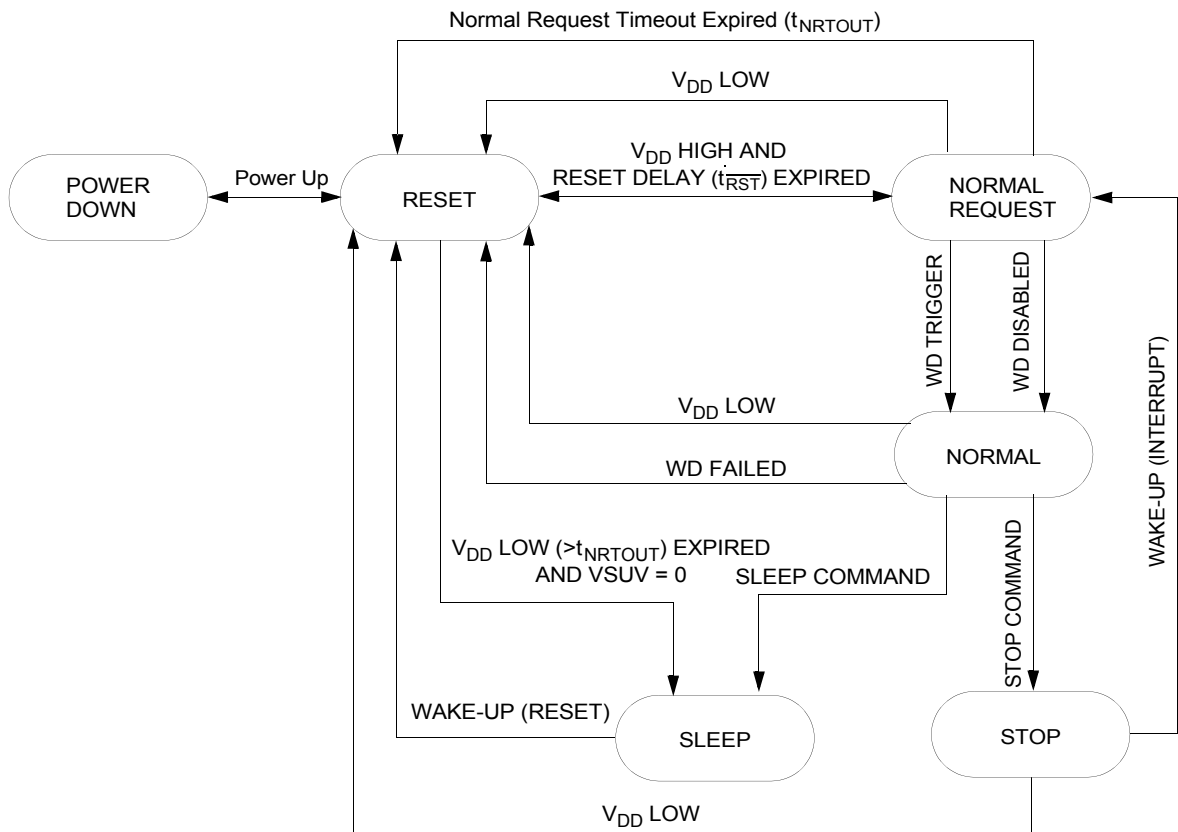 Normal Request Timeout Expired (tNRTOUT)
VDD LOW
VDD HIGH AND
RESET DELAY (tRST) EXPIRED
POWER
DOWN
Power Up
RESET
NORMAL
REQUEST
WD TRIGGER
WD DISABLED
WAKE-UP (INTERRUPT)
VDD LOW
NORMAL
WD FAILED
VDD LOW (>tNRTOUT) EXPIRED
AND VSUV = 0
SLEEP COMMAND
STOP COMMAND
WAKE-UP (RESET)
SLEEP
STOP
VDD LOW